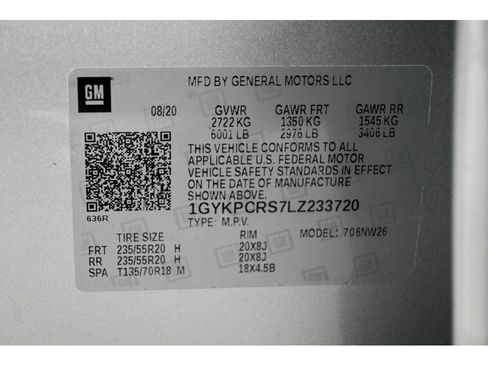 GM
MFD BY GENERAL MOTORS LLC
08/20 GVWR GAWR FRT GAWR RR
2722 KG 1350 KG 1545 KG
6001 LB 2976 LB 3406 LB
THIS VEHICLE CONFORMS TO ALL
APPLICABLE U.S. FEDERAL MOTOR
VEHICLE SAFETY STANDARDS IN EFFECT
ON THE DATE OF MANUFACTURE
SHOWN ABOVE.
636R
1GYKPCRS7LZ233720
TYPE: M.P.V. MODEL: 706NW26
TIRE SIZE RIM
FRT 235/55R20 H 20X8J
RR 235/55R20 H 20X8J
SPA T135/70R18 M 18X4.5B